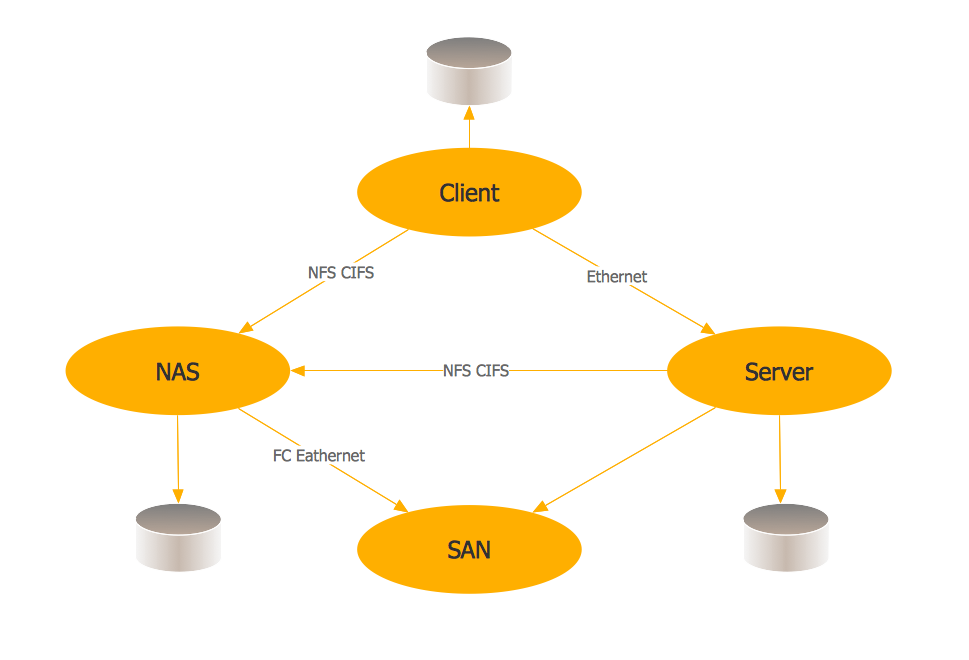 Client
NFS CIFS
Ethernet
NAS
NFS CIFS
Server
FC Eathernet
SAN